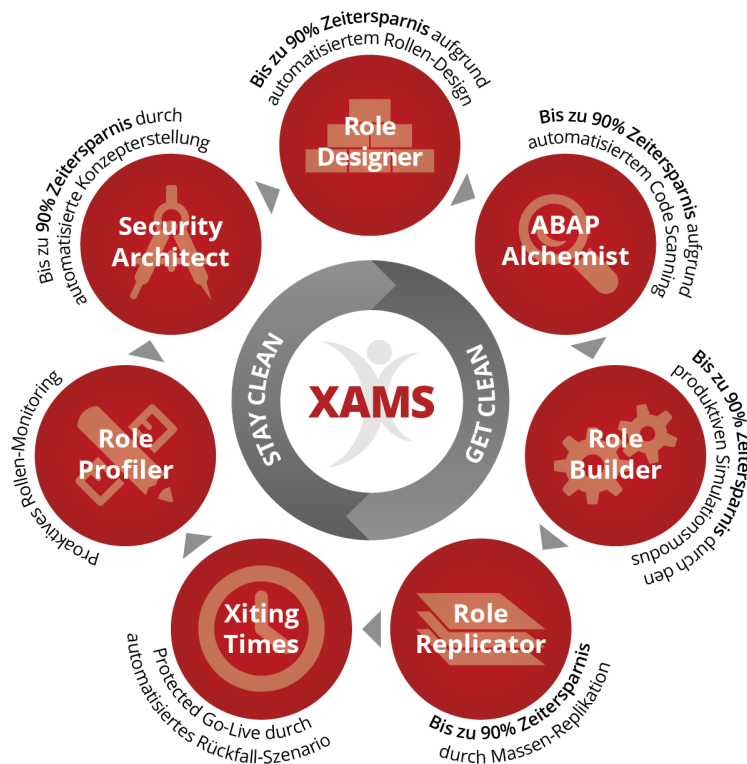 Bis zu 90% Zeitersparnis aufgrund
automatisiertem Rollen-Design
Role
Designer
Bis zu 90% Zeitersparnis aufgrund
automatisiertem Code Scanning
ABAP
Alchemist
Bis zu 90% Zeitersparnis durch den
produktiven Simulationsmodus
Role
Builder
Bis zu 90% Zeitersparnis
durch Massen-Replikation
Role
Replicator
Protected Go-Live durch
automatisiertes Rückfall-Szenario
Xiting
Times
Proaktives Rollen-Monitoring
Role
Profiler
Bis zu 90% Zeitersparnis durch
automatisierte Konzepterstellung
Security
Architect
STAY CLEAN
XAMS
GET CLEAN